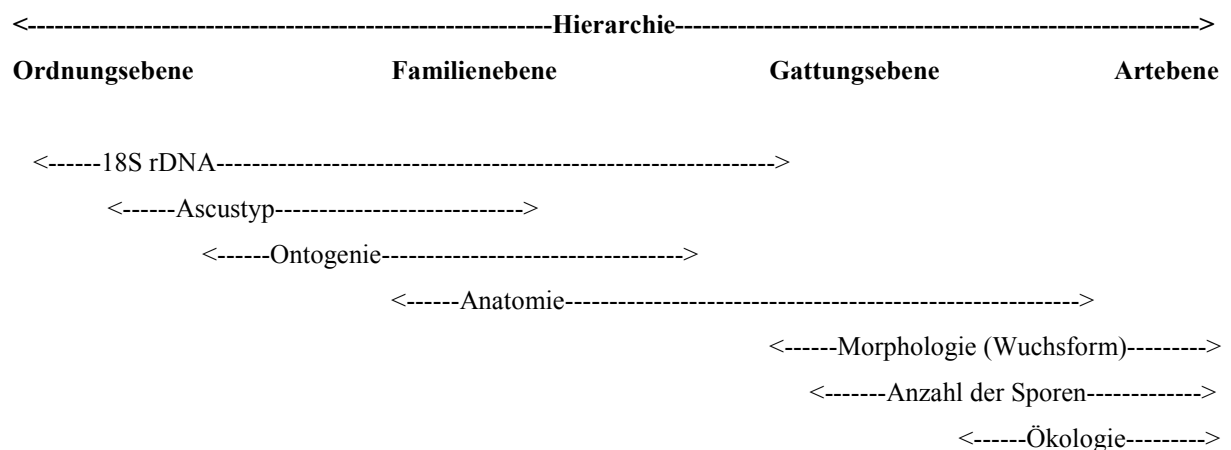 <----------------------------------------------------------Hierarchie---------------------------------------------------------->
Ordnungsebene Familienebene Gattungsebene Artebene
<------18S rDNA-------------------------------------------------------------->
<------Ascustyp---------------------------->
<------Ontogenie---------------------------------->
<------Anatomie---------------------------------------------------------->
<------Morphologie (Wuchsform)--------->
<-------Anzahl der Sporen-------------->
<------Ökologie--------->